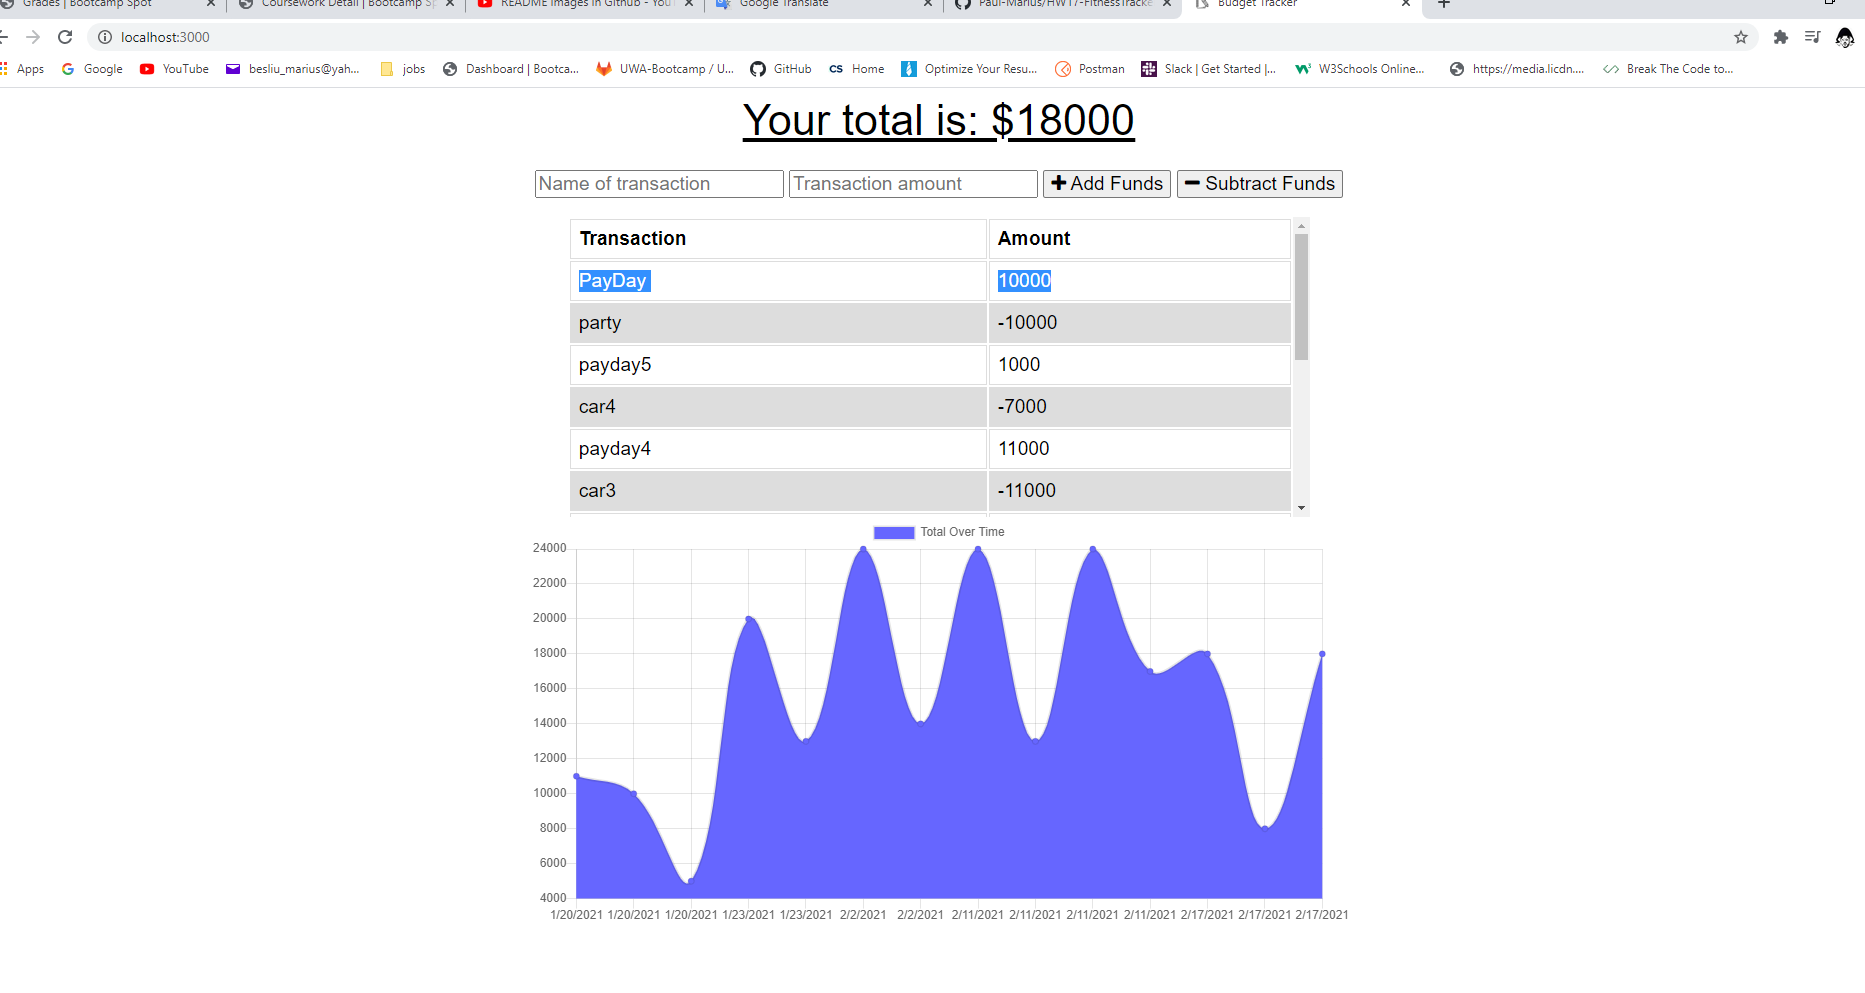 Grades | Bootcamp Spot Coursework Detail | Bootcamp Sp README images in Github - YouT Google Translate Paul-Marius/HW17-FitnessTracke Budget Tracker
localhost:3000
Apps Google YouTube besliu_marius@yah... jobs Dashboard | Bootca... UWA-Bootcamp / U... GitHub CS Home Optimize Your Resu... Postman Slack | Get Started |... W3Schools Online... https://media.licdn.... Break The Code to...
Your total is: $18000
Name of transaction Transaction amount Add Funds Subtract Funds
Transaction Amount
PayDay 10000
party -10000
payday5 1000
car4 -7000
payday4 11000
car3 -11000
Total Over Time
24000
22000
20000
18000
16000
14000
12000
10000
8000
6000
4000
1/20/2021 1/20/2021 1/20/2021 1/23/2021 1/23/2021 2/2/2021 2/2/2021 2/11/2021 2/11/2021 2/11/2021 2/11/2021 2/17/2021 2/17/2021 2/17/2021